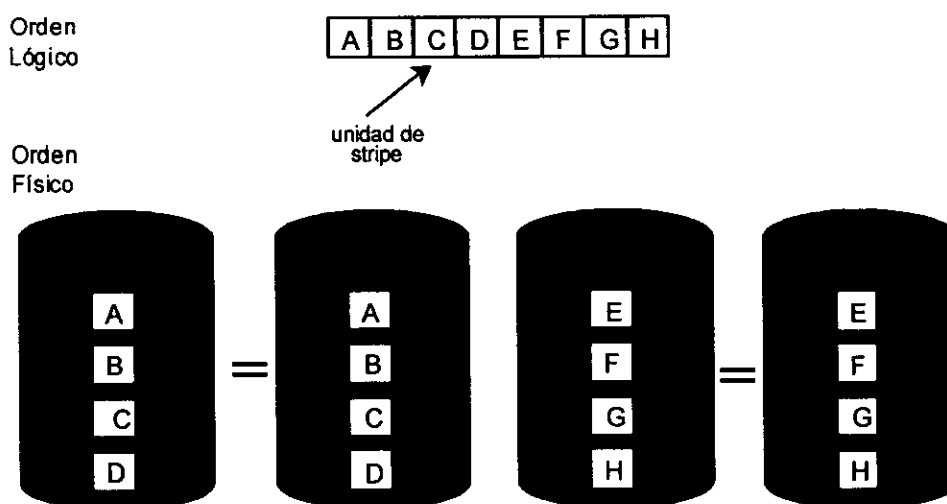 Orden
Lógico
A B C D E F G H
unidad de
stripe
Orden
Físico
A A E E
B = B F = F
C C G G
D D H H